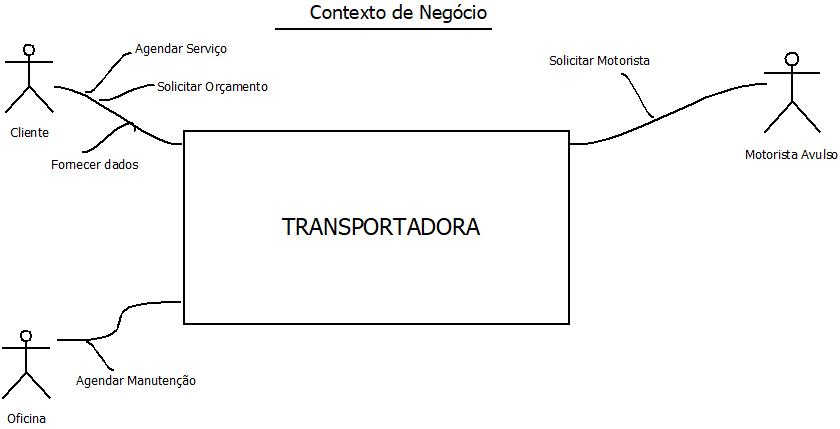 Contexto de Negócio
Agendar Serviço
Solicitar Orçamento
Cliente
Fornecer dados
Solicitar Motorista
Motorista Avulso
TRANSPORTADORA
Agendar Manutenção
Oficina